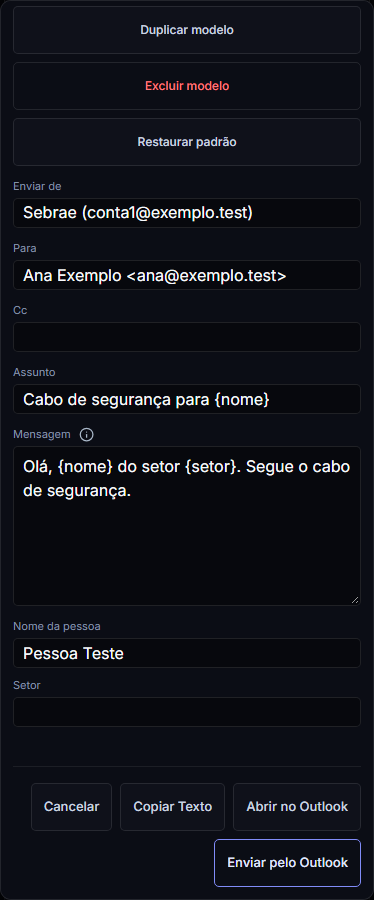 Duplicar modelo
Excluir modelo
Restaurar padrão
Enviar de
Sebrae (conta1@exemplo.test)
Para
Ana Exemplo <ana@exemplo.test>
Cc
Assunto
Cabo de segurança para {nome}
Mensagem
Olá, {nome} do setor {setor}. Segue o cabo
de segurança.
Nome da pessoa
Pessoa Teste
Setor
Cancelar
Copiar Texto
Abrir no Outlook
Enviar pelo Outlook